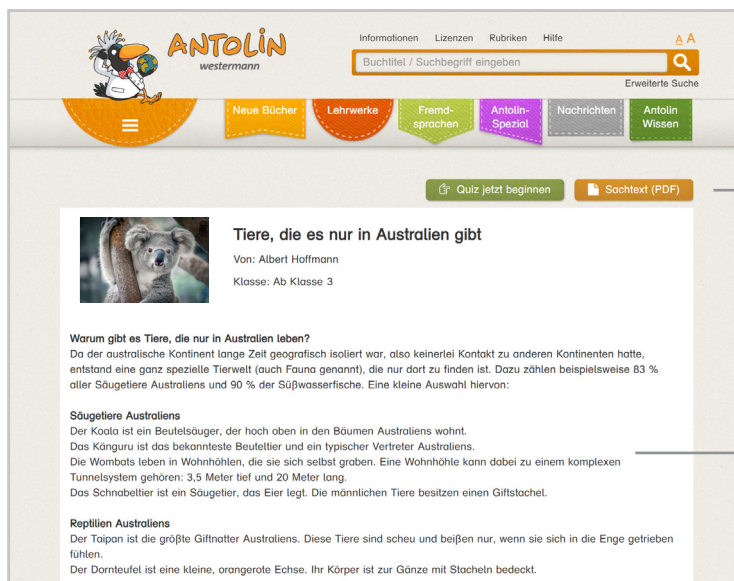 ANTOLIN
westermann
Informationen Lizenzen Rubriken Hilfe A A
Buchtitel / Suchbegriff eingeben
Erweiterte Suche
Neue Bücher
Lehrwerke
Fremd-
sprachen
Antolin-
Spezial
Nachrichten
Antolin
Wissen
Quiz jetzt beginnen
Sachtext (PDF)
Tiere, die es nur in Australien gibt
Von: Albert Hoffmann
Klasse: Ab Klasse 3
Warum gibt es Tiere, die nur in Australien leben?
Da der australische Kontinent lange Zeit geografisch isoliert war, also keinerlei Kontakt zu anderen Kontinenten hatte,
entstand eine ganz spezielle Tierwelt (auch Fauna genannt), die nur dort zu finden ist. Dazu zählen beispielsweise 83 %
aller Säugetiere Australiens und 90 % der Süßwasserfische. Eine kleine Auswahl hiervon:
Säugetiere Australiens
Der Koala ist ein Beutelsäuger, der hoch oben in den Bäumen Australiens wohnt.
Das Känguru ist das bekannteste Beuteltier und ein typischer Vertreter Australiens.
Die Wombats leben in Wohnhöhlen, die sie sich selbst graben. Eine Wohnhöhle kann dabei zu einem komplexen
Tunnelsystem gehören: 3,5 Meter tief und 20 Meter lang.
Das Schnabeltier ist ein Säugetier, das Eier legt. Die männlichen Tiere besitzen einen Giftstachel.
Reptilien Australiens
Der Taipan ist die größte Giftnatter Australiens. Diese Tiere sind scheu und beißen nur, wenn sie sich in die Enge getrieben
fühlen.
Der Dornteufel ist eine kleine, orangerote Echse. Ihr Körper ist zur Gänze mit Stacheln bedeckt.